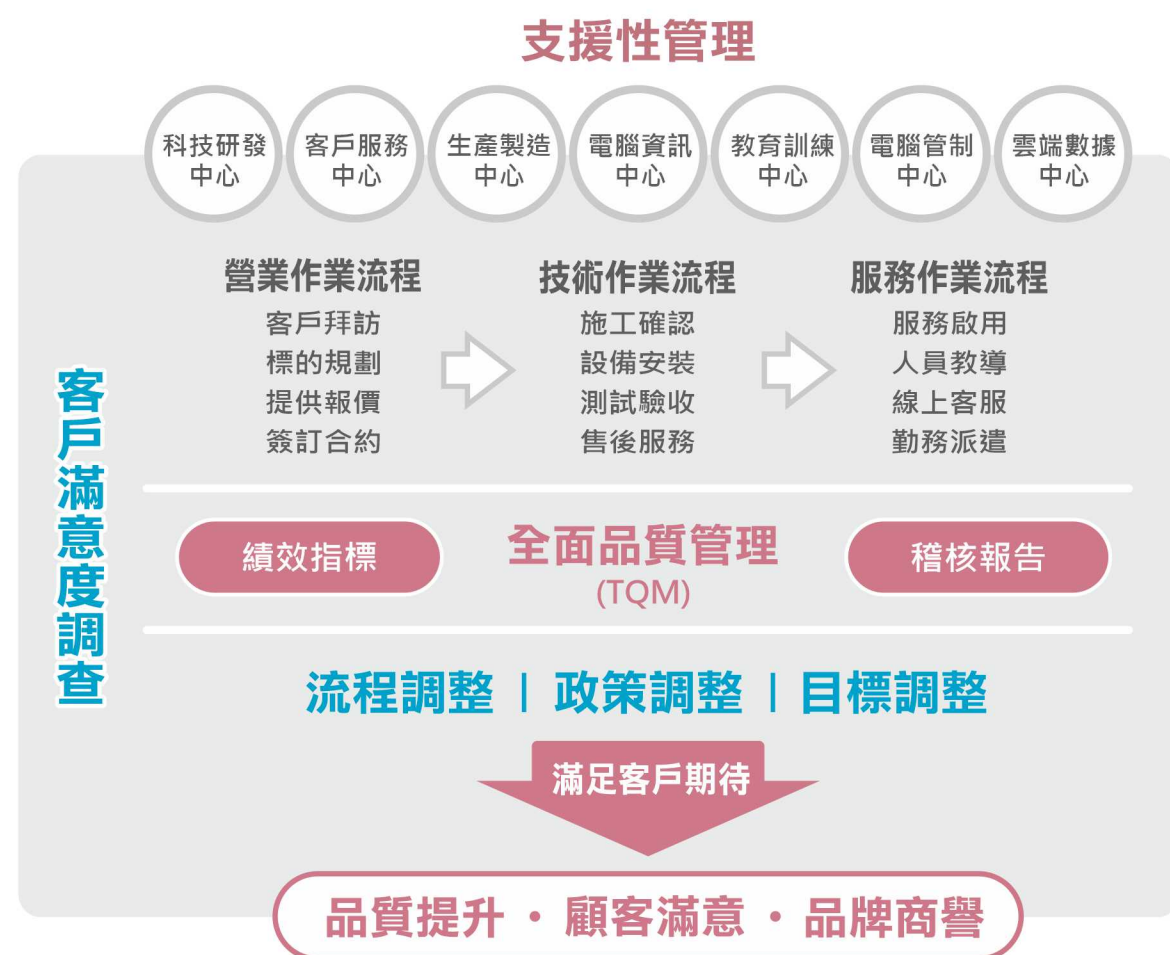 支援性管理
科技研發
中心
客戶服務
中心
生產製造
中心
電腦資訊
中心
教育訓練
中心
電腦管制
中心
雲端數據
中心
客戶滿意度調查
營業作業流程
客戶拜訪
標的規劃
提供報價
簽訂合約
技術作業流程
施工確認
設備安裝
測試驗收
售後服務
服務作業流程
服務啟用
人員教導
線上客服
勤務派遣
績效指標
全面品質管理
(TQM)
稽核報告
流程調整 | 政策調整 | 目標調整
滿足客戶期待
品質提升・顧客滿意・品牌商譽